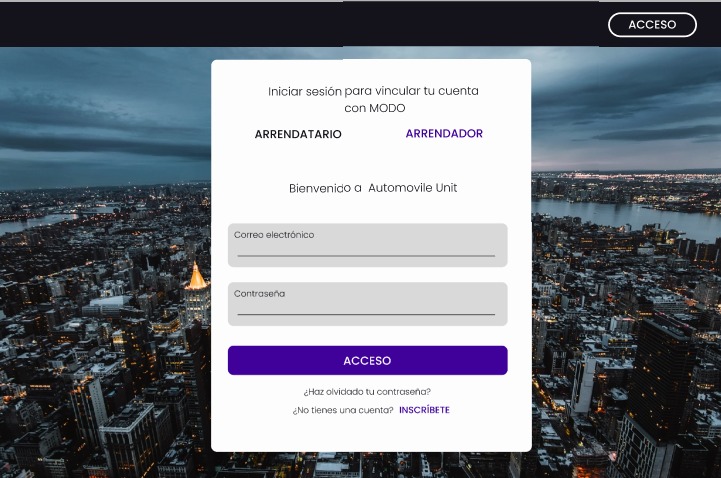 ACCESO
Iniciar sesión para vincular tu cuenta
con MODO
ARRENDATARIO ARRENDADOR
Bienvenido a Automovile Unit
Correo electrónico
Contraseña
ACCESO
¿Haz olvidado tu contraseña?
¿No tienes una cuenta? INSCRÍBETE